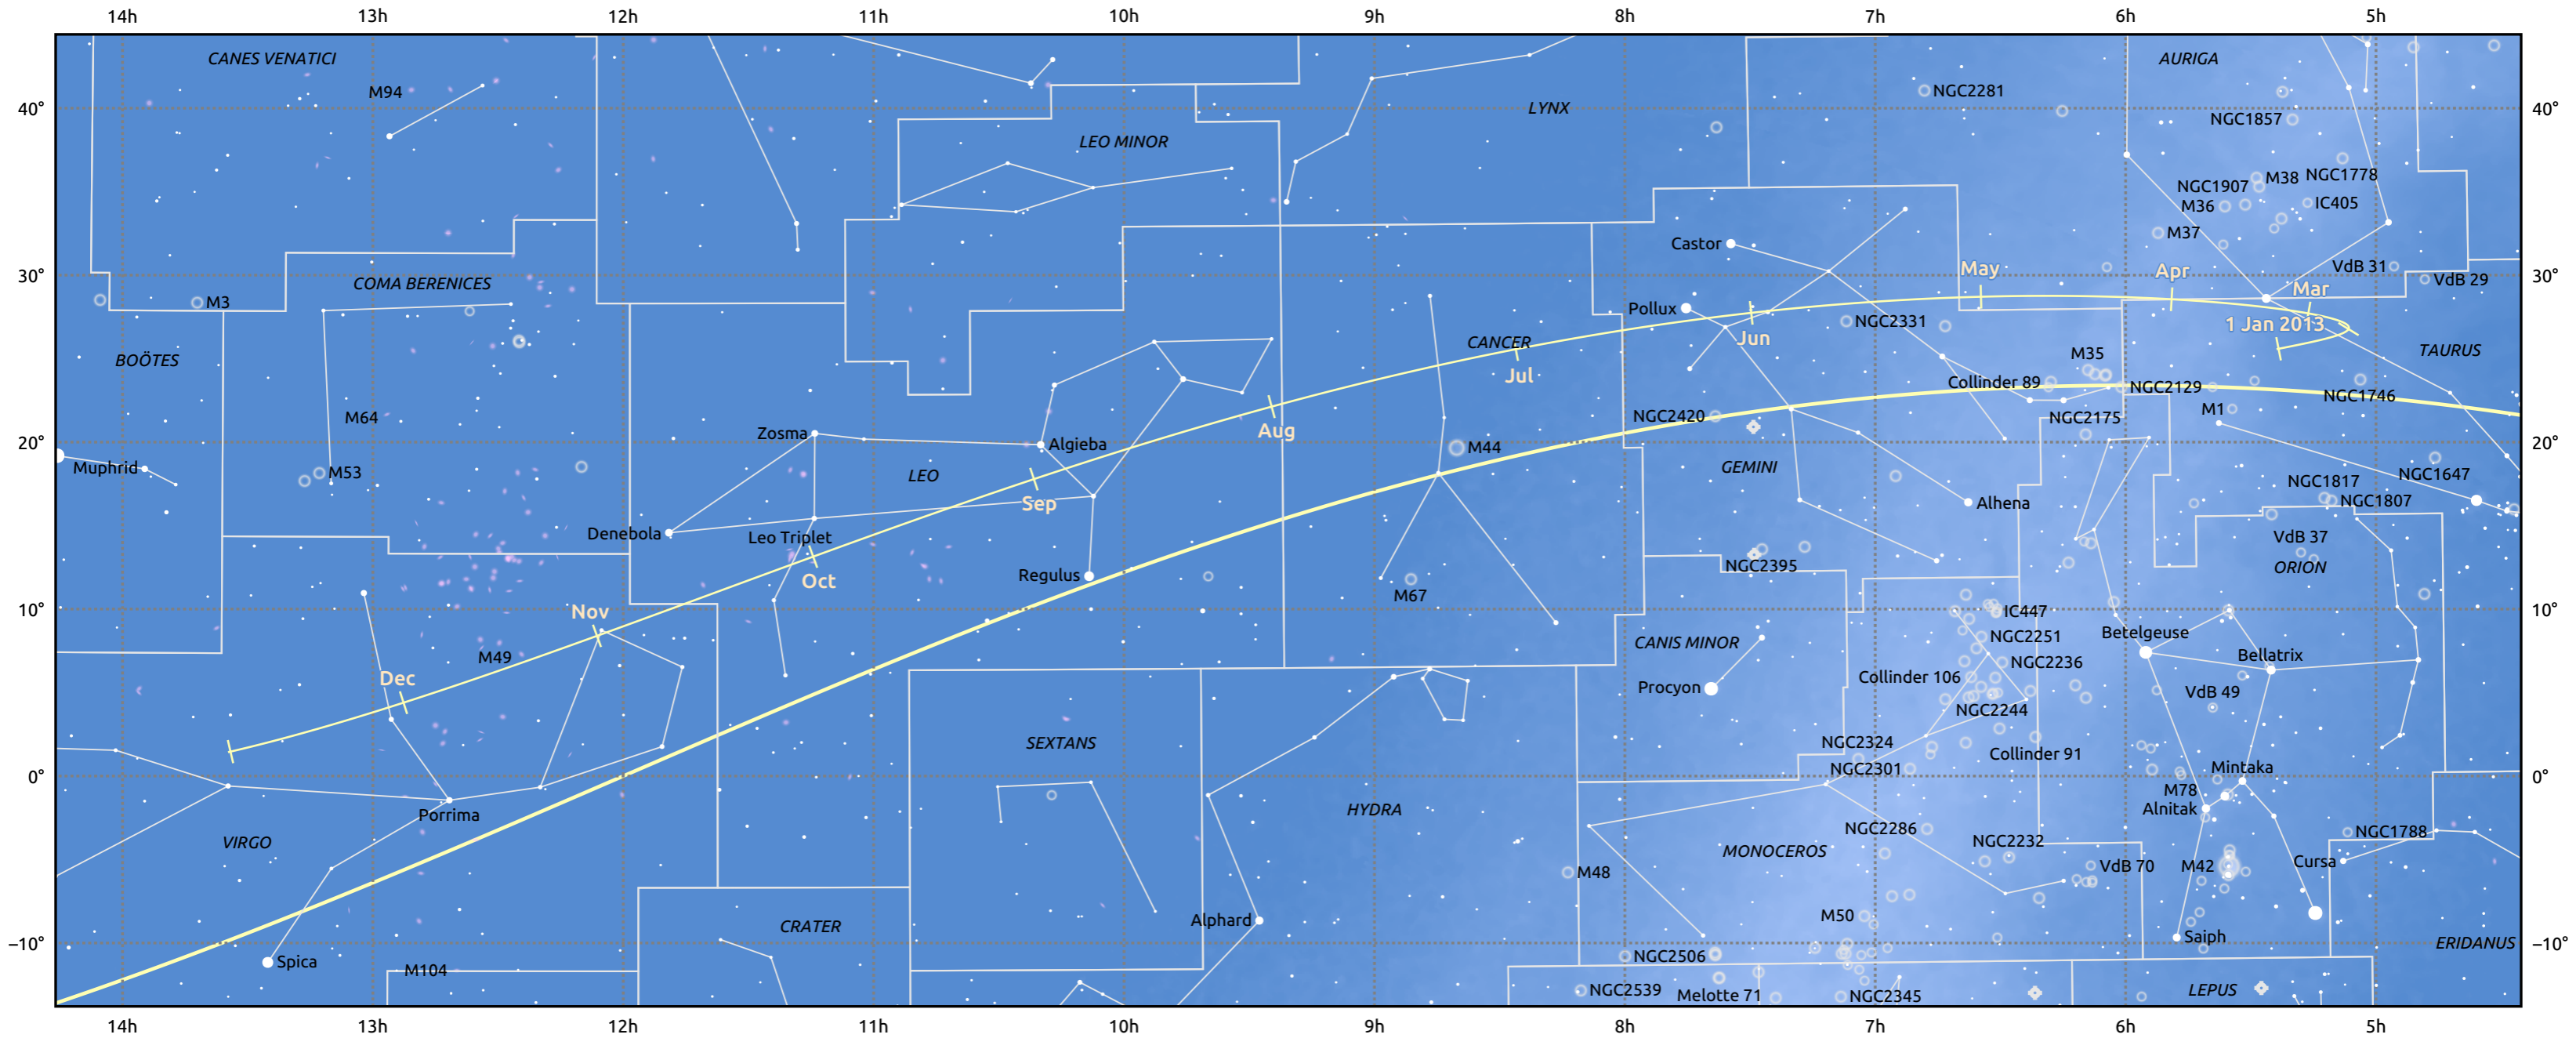 14h 13h 12h 11h 10h 9h 8h 7h 6h 5h
CANES VENATICI
AURIGA
M94
NGC2281
40° LYNX 40°
NGC1857
LEO MINOR
M38 NGC1778
NGC1907
M36 IC405
M37
Castor
VdB 31
30° May Apr 30°
COMA BERENICES
VdB 29
Mar
M3
Pollux
NGC2331
1 Jan 2013
Jun
CANCER
TAURUS
BOÖTES
M35
Jul
Collinder 89
NGC2129
NGC1746
M64
NGC2420
NGC2175
M1
Aug
Zosma
Algieba
20° M44 20°
Muphrid
M53
LEO
GEMINI
NGC1647
NGC1817
NGC1807
Sep
Alhena
Denebola
Leo Triplet
VdB 37
NGC2395
ORION
Regulus
Oct
M67
10° Nov IC447 10°
Betelgeuse
NGC2251
CANIS MINOR
M49
Bellatrix
NGC2236
Dec
Collinder 106
Procyon
VdB 49
NGC2244
SEXTANS
NGC2324
Collinder 91
NGC2301
Mintaka
0° 0°
M78
Alnitak
HYDRA
Porrima
NGC2286
NGC1788
VIRGO
NGC2232
MONOCEROS
Cursa
M48
VdB 70
M42
M50
Alphard
CRATER
Saiph
−10° ERIDANUS −10°
NGC2506
Spica
M104
NGC2539
Melotte 71
NGC2345
LEPUS
14h 13h 12h 11h 10h 9h 8h 7h 6h 5h